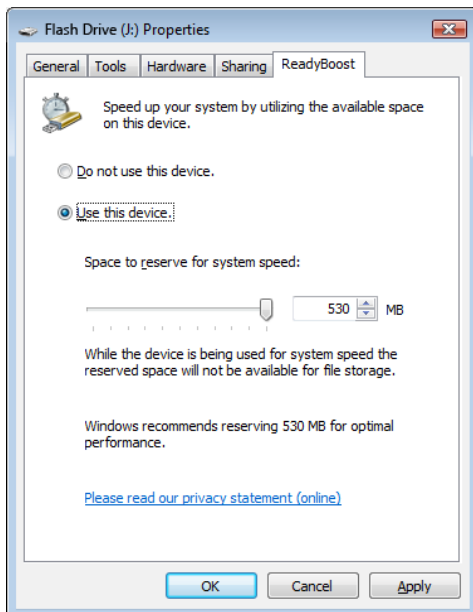 Flash Drive (J:) Properties
General Tools Hardware Sharing ReadyBoost
Speed up your system by utilizing the available space
on this device.
Do not use this device.
Use this device.
Space to reserve for system speed:
530 MB
While the device is being used for system speed the
reserved space will not be available for file storage.
Windows recommends reserving 530 MB for optimal
performance.
Please read our privacy statement (online)
OK Cancel Apply